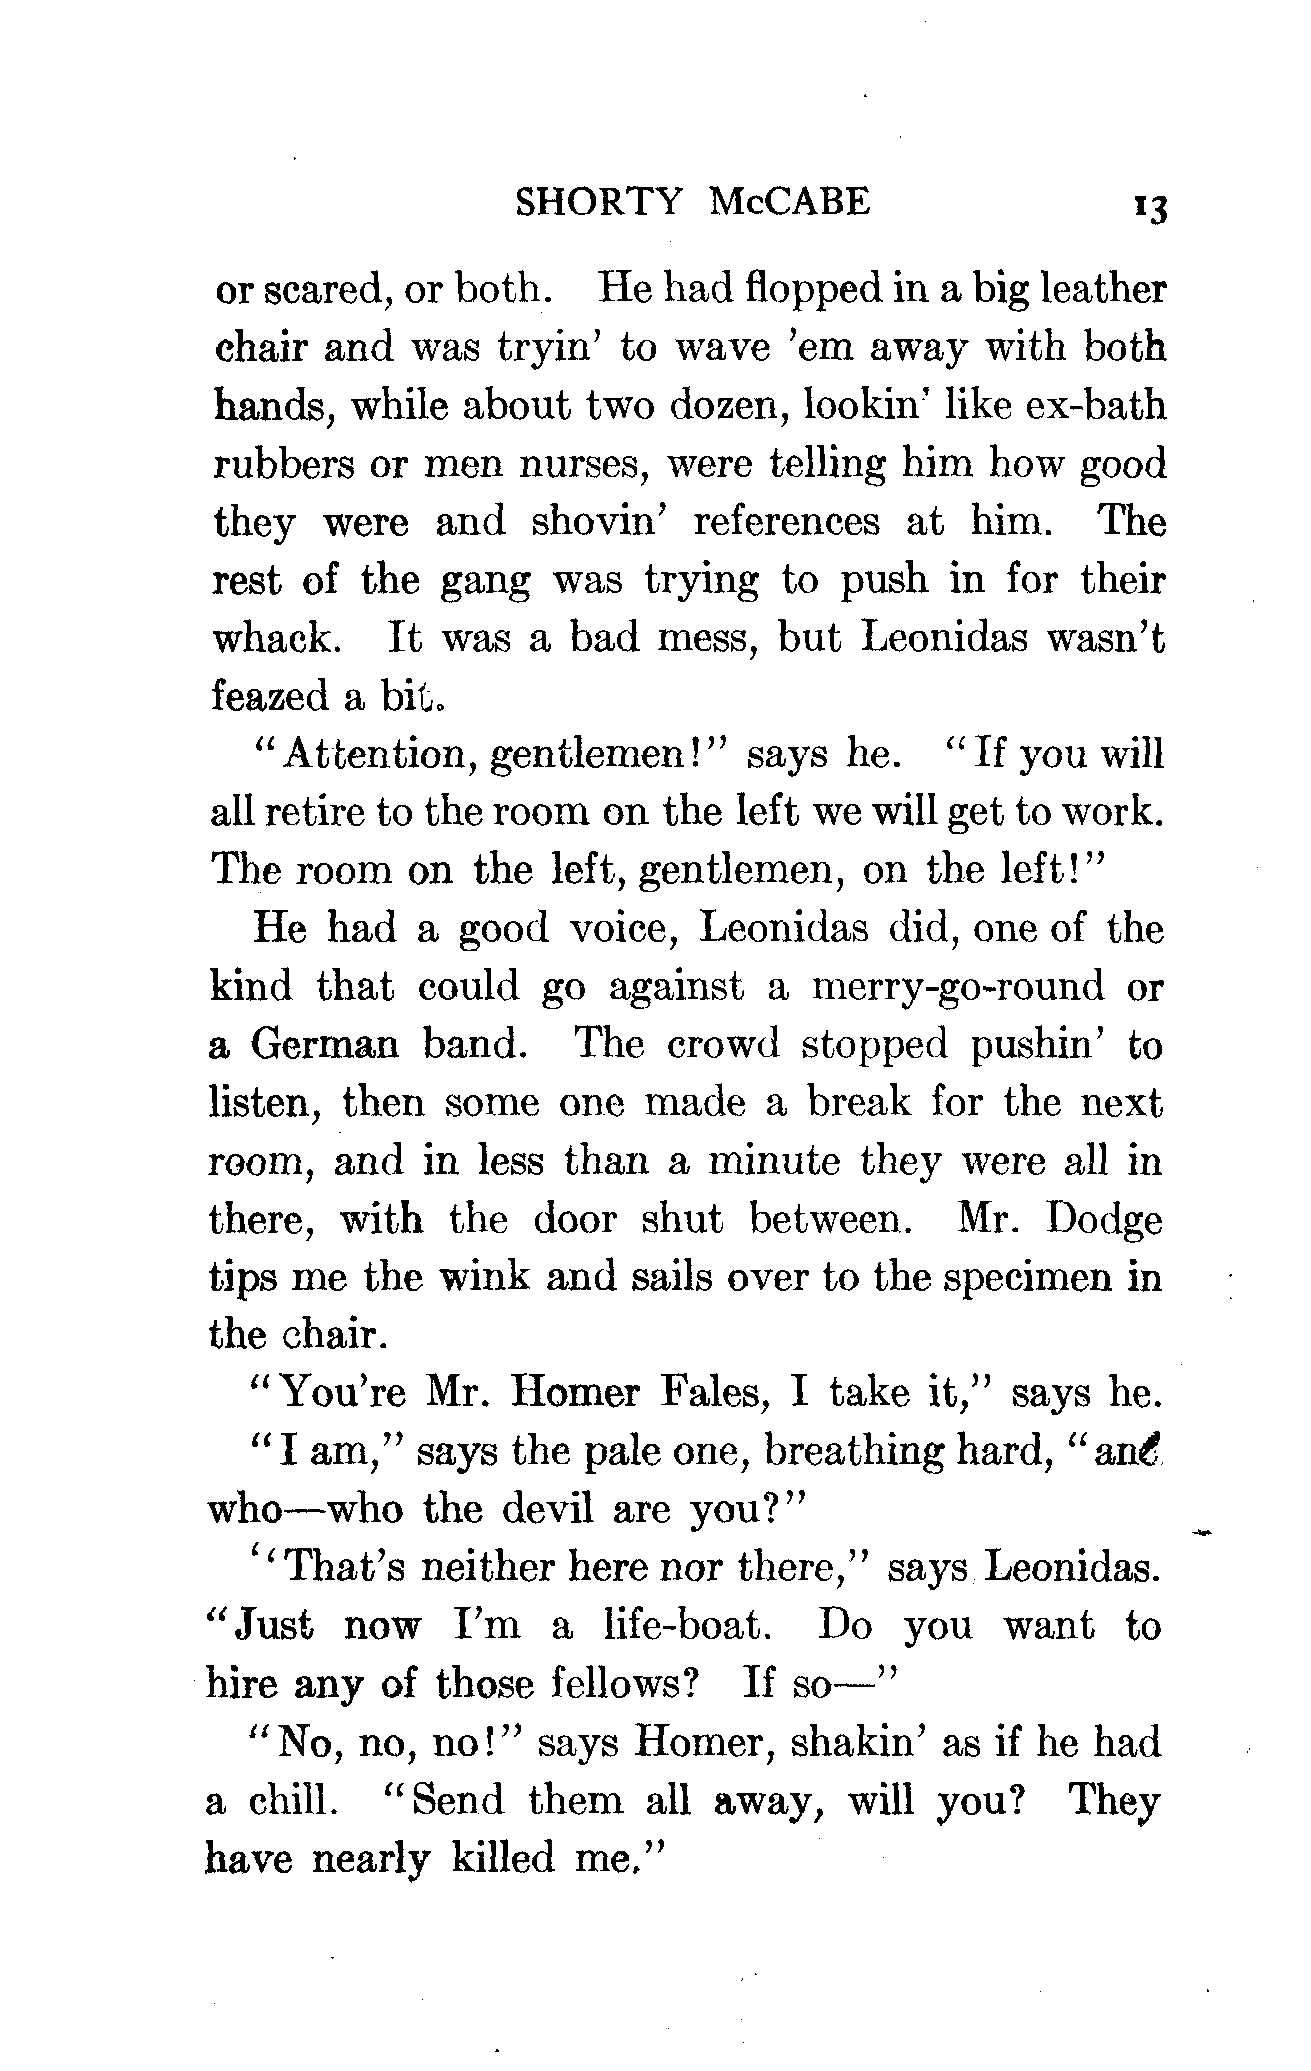 SHORTY McCABE 13
or scared, or both. He had flopped in a big leather
chair and was tryin' to wave 'em away with both
hands, while about two dozen, lookin' like ex-bath
rubbers or men nurses, were telling him how good
they were and shovin' references at him. The
rest of the gang was trying to push in for their
whack. It was a bad mess, but Leonidas wasn't
feazed a bit.
"Attention, gentlemen!" says he. "If you will
all retire to the room on the left we will get to work.
The room on the left, gentlemen, on the left!"
He had a good voice, Leonidas did, one of the
kind that could go against a merry-go-round or
a German band. The crowd stopped pushin' to
listen, then some one made a break for the next
room, and in less than a minute they were all in
there, with the door shut between. Mr. Dodge
tips me the wink and sails over to the specimen in
the chair.
"You're Mr. Homer Fales, I take it," says he.
"I am," says the pale one, breathing hard, "and
who—who the devil are you?"
"That's neither here nor there," says Leonidas.
"Just now I'm a life-boat. Do you want to
hire any of those fellows? If so—"
"No, no, no!" says Homer, shakin' as if he had
a chill. "Send them all away, will you? They
have nearly killed me."